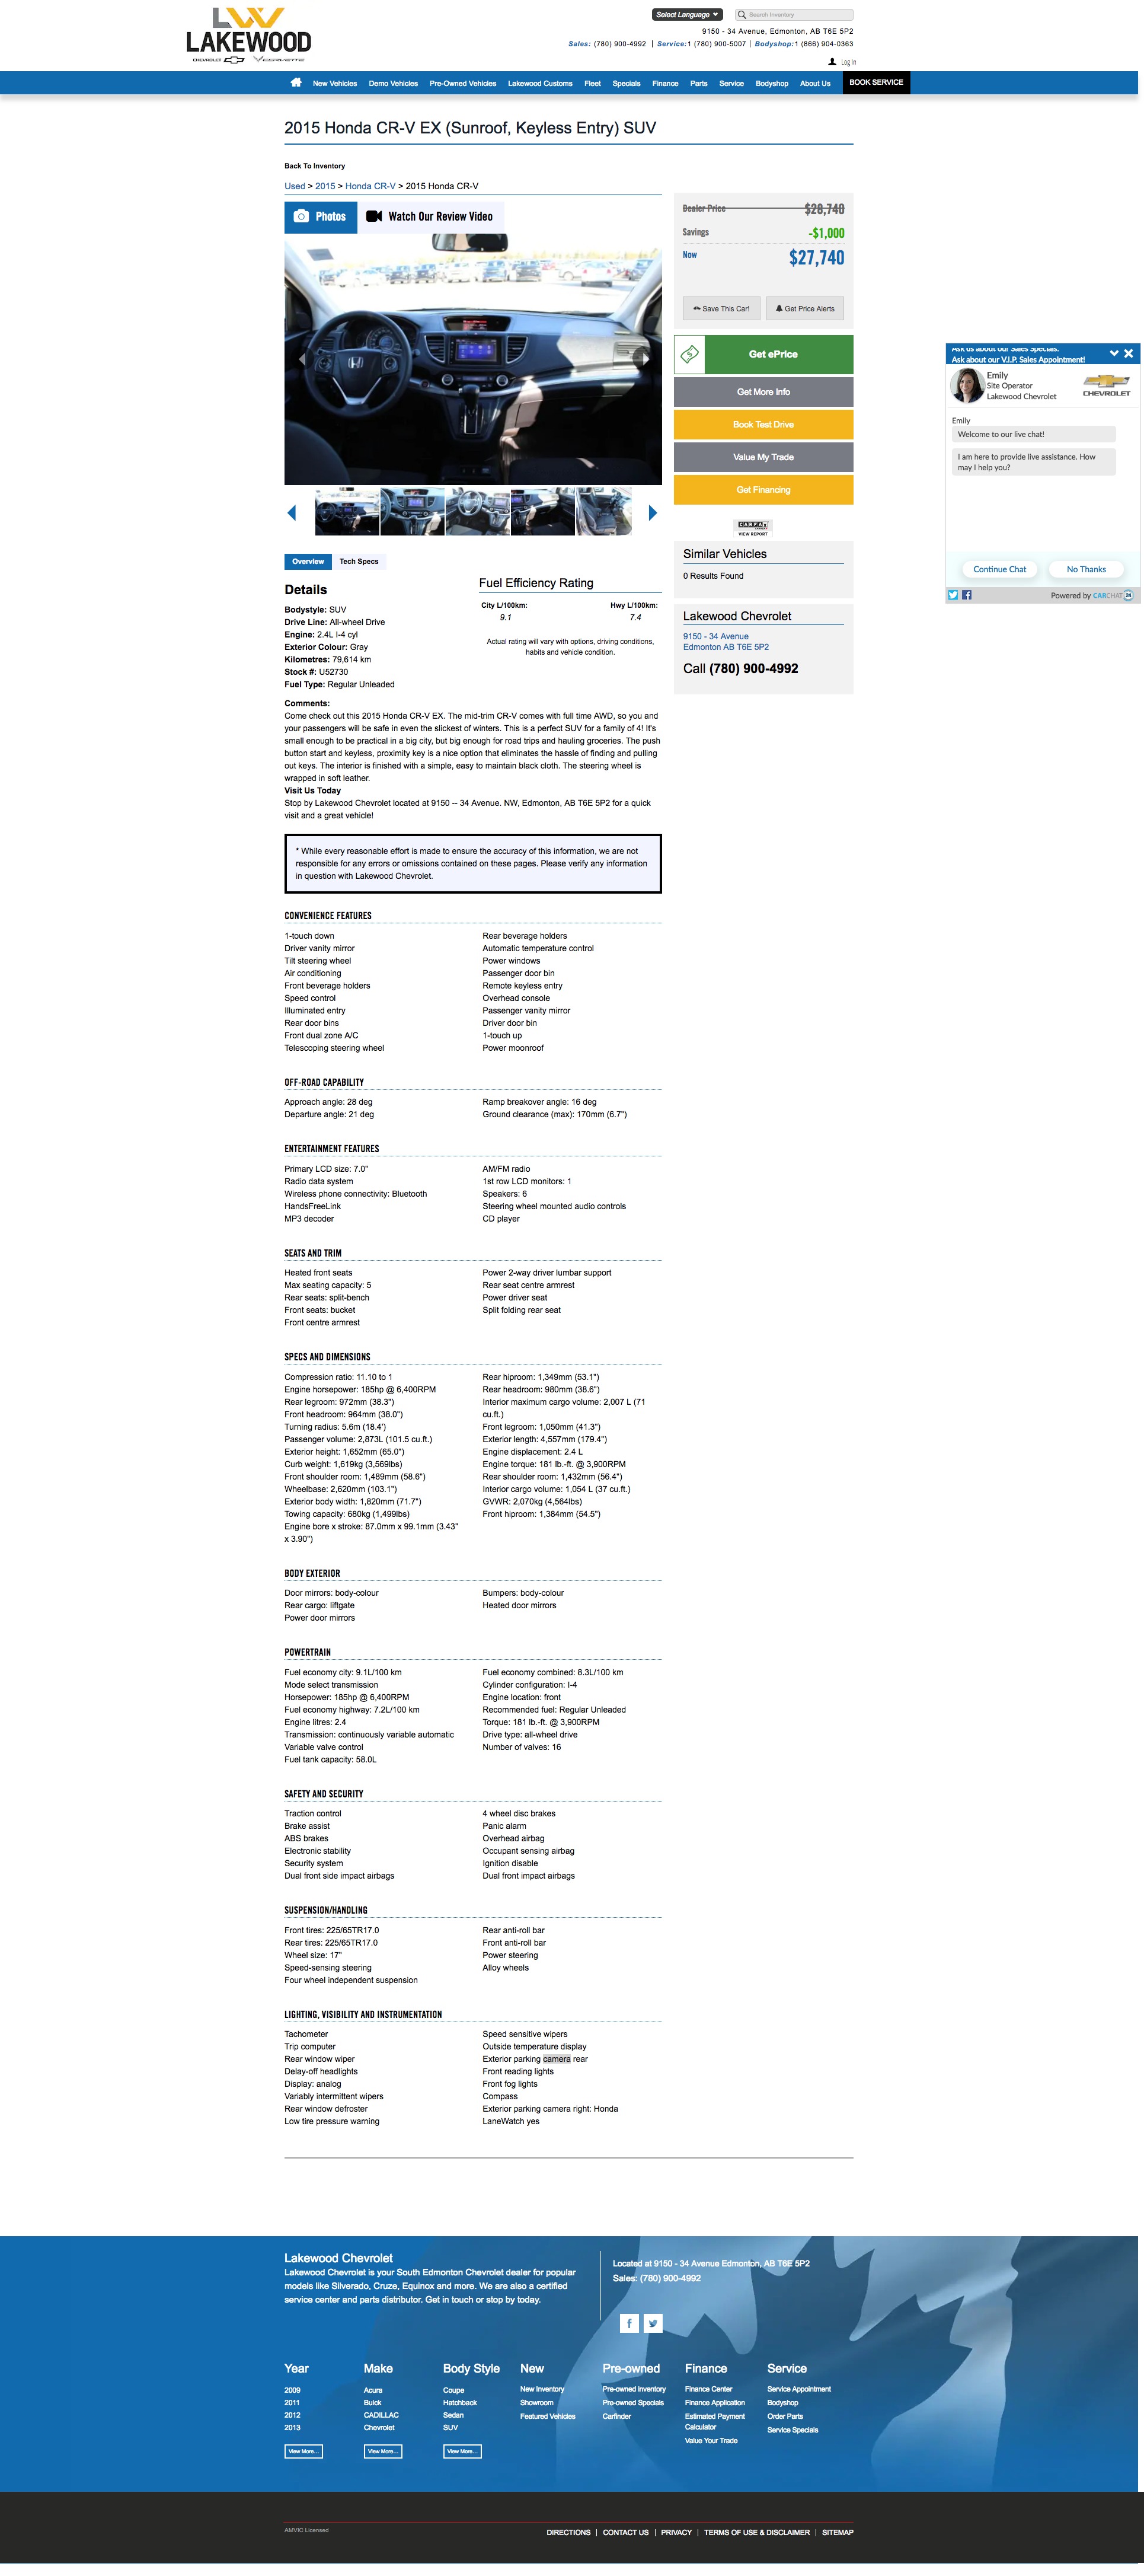 LW
LAKEWOOD
CHEVROLET CORVETTE
Select Language
Search Inventory
9150 - 34 Avenue, Edmonton, AB T6E 5P2
Sales: (780) 900-4992 | Service:1 (780) 900-5007 | Bodyshop:1 (866) 904-0363
Log in
New Vehicles Demo Vehicles Pre-Owned Vehicles Lakewood Customs Fleet Specials Finance Parts Service Bodyshop About Us BOOK SERVICE
2015 Honda CR-V EX (Sunroof, Keyless Entry) SUV
Back To Inventory
Used > 2015 > Honda CR-V > 2015 Honda CR-V
Photos Watch Our Review Video
Dealer Price $28,740
Savings -$1,000
Now $27,740
Save This Car! Get Price Alerts
Get ePrice
Get More Info
Book Test Drive
Value My Trade
Get Financing
CARFAX
VIEW REPORT
Similar Vehicles
0 Results Found
Lakewood Chevrolet
9150 - 34 Avenue
Edmonton AB T6E 5P2
Call (780) 900-4992
Ask us about our Sales Specials.
Ask about our V.I.P. Sales Appointment!
Emily
Site Operator
Lakewood Chevrolet
CHEVROLET
Emily
Welcome to our live chat!
I am here to provide live assistance. How
may I help you?
Continue Chat No Thanks
Powered by CARCHAT24
Overview Tech Specs
Details
Bodystyle: SUV
Drive Line: All-wheel Drive
Engine: 2.4L I-4 cyl
Exterior Colour: Gray
Kilometres: 79,614 km
Stock #: U52730
Fuel Type: Regular Unleaded
Fuel Efficiency Rating
City L/100km: Hwy L/100km:
9.1 7.4
Actual rating will vary with options, driving conditions,
habits and vehicle condition.
Comments:
Come check out this 2015 Honda CR-V EX. The mid-trim CR-V comes with full time AWD, so you and
your passengers will be safe in even the slickest of winters. This is a perfect SUV for a family of 4! It's
small enough to be practical in a big city, but big enough for road trips and hauling groceries. The push
button start and keyless, proximity key is a nice option that eliminates the hassle of finding and pulling
out keys. The interior is finished with a simple, easy to maintain black cloth. The steering wheel is
wrapped in soft leather.
Visit Us Today
Stop by Lakewood Chevrolet located at 9150 -- 34 Avenue. NW, Edmonton, AB T6E 5P2 for a quick
visit and a great vehicle!
* While every reasonable effort is made to ensure the accuracy of this information, we are not
responsible for any errors or omissions contained on these pages. Please verify any information
in question with Lakewood Chevrolet.
CONVENIENCE FEATURES
1-touch down Rear beverage holders
Driver vanity mirror Automatic temperature control
Tilt steering wheel Power windows
Air conditioning Passenger door bin
Front beverage holders Remote keyless entry
Speed control Overhead console
Illuminated entry Passenger vanity mirror
Rear door bins Driver door bin
Front dual zone A/C 1-touch up
Telescoping steering wheel Power moonroof
OFF-ROAD CAPABILITY
Approach angle: 28 deg Ramp breakover angle: 16 deg
Departure angle: 21 deg Ground clearance (max): 170mm (6.7")
ENTERTAINMENT FEATURES
Primary LCD size: 7.0" AM/FM radio
Radio data system 1st row LCD monitors: 1
Wireless phone connectivity: Bluetooth Speakers: 6
HandsFreeLink Steering wheel mounted audio controls
MP3 decoder CD player
SEATS AND TRIM
Heated front seats Power 2-way driver lumbar support
Max seating capacity: 5 Rear seat centre armrest
Rear seats: split-bench Power driver seat
Front seats: bucket Split folding rear seat
Front centre armrest
SPECS AND DIMENSIONS
Compression ratio: 11.10 to 1 Rear hiproom: 1,349mm (53.1")
Engine horsepower: 185hp @ 6,400RPM Rear headroom: 980mm (38.6")
Rear legroom: 972mm (38.3") Interior maximum cargo volume: 2,007 L (71
Front headroom: 964mm (38.0") cu.ft.)
Turning radius: 5.6m (18.4') Front legroom: 1,050mm (41.3")
Passenger volume: 2,873L (101.5 cu.ft.) Exterior length: 4,557mm (179.4")
Exterior height: 1,652mm (65.0") Engine displacement: 2.4 L
Curb weight: 1,619kg (3,569lbs) Engine torque: 181 lb.-ft. @ 3,900RPM
Front shoulder room: 1,489mm (58.6") Rear shoulder room: 1,432mm (56.4")
Wheelbase: 2,620mm (103.1") Interior cargo volume: 1,054 L (37 cu.ft.)
Exterior body width: 1,820mm (71.7") GVWR: 2,070kg (4,564lbs)
Towing capacity: 680kg (1,499lbs) Front hiproom: 1,384mm (54.5")
Engine bore x stroke: 87.0mm x 99.1mm (3.43"
x 3.90")
BODY EXTERIOR
Door mirrors: body-colour Bumpers: body-colour
Rear cargo: liftgate Heated door mirrors
Power door mirrors
POWERTRAIN
Fuel economy city: 9.1L/100 km Fuel economy combined: 8.3L/100 km
Mode select transmission Cylinder configuration: I-4
Horsepower: 185hp @ 6,400RPM Engine location: front
Fuel economy highway: 7.2L/100 km Recommended fuel: Regular Unleaded
Engine litres: 2.4 Torque: 181 lb.-ft. @ 3,900RPM
Transmission: continuously variable automatic Drive type: all-wheel drive
Variable valve control Number of valves: 16
Fuel tank capacity: 58.0L
SAFETY AND SECURITY
Traction control 4 wheel disc brakes
Brake assist Panic alarm
ABS brakes Overhead airbag
Electronic stability Occupant sensing airbag
Security system Ignition disable
Dual front side impact airbags Dual front impact airbags
SUSPENSION/HANDLING
Front tires: 225/65TR17.0 Rear anti-roll bar
Rear tires: 225/65TR17.0 Front anti-roll bar
Wheel size: 17" Power steering
Speed-sensing steering Alloy wheels
Four wheel independent suspension
LIGHTING, VISIBILITY AND INSTRUMENTATION
Tachometer Speed sensitive wipers
Trip computer Outside temperature display
Rear window wiper Exterior parking camera rear
Delay-off headlights Front reading lights
Display: analog Front fog lights
Variably intermittent wipers Compass
Rear window defroster Exterior parking camera right: Honda
Low tire pressure warning LaneWatch yes
Lakewood Chevrolet
Lakewood Chevrolet is your South Edmonton Chevrolet dealer for popular
models like Silverado, Cruze, Equinox and more. We are also a certified
service center and parts distributor. Get in touch or stop by today.
Located at 9150 - 34 Avenue Edmonton, AB T6E 5P2
Sales: (780) 900-4992
Year Make Body Style New Pre-owned Finance Service
2009 Acura Coupe New Inventory Pre-owned Inventory Finance Center Service Appointment
2011 Buick Hatchback Showroom Pre-owned Specials Finance Application Bodyshop
2012 CADILLAC Sedan Featured Vehicles Carfinder Estimated Payment Order Parts
2013 Chevrolet SUV Calculator Service Specials
Value Your Trade
View More... View More... View More...
AMVIC Licensed
DIRECTIONS | CONTACT US | PRIVACY | TERMS OF USE & DISCLAIMER | SITEMAP